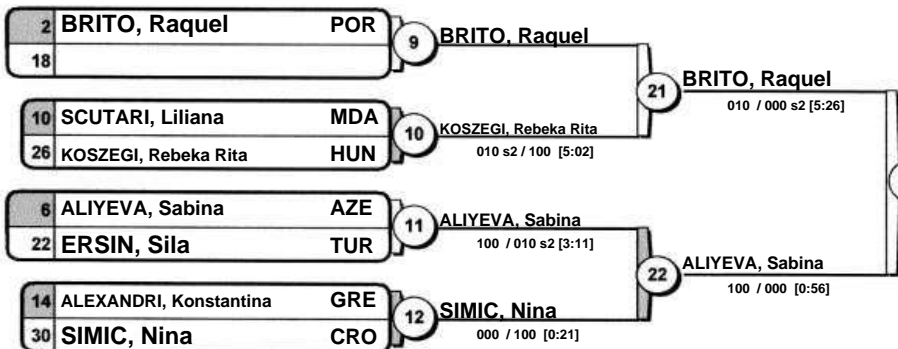 2 BRITO, Raquel POR
18
9
BRITO, Raquel
10 SCUTARI, Liliana MDA
26 KOSZEGI, Rebeka Rita HUN
10
KOSZEGI, Rebeka Rita
010 s2 / 100 [5:02]
21
BRITO, Raquel
010 / 000 s2 [5:26]
6 ALIYEVA, Sabina AZE
22 ERSIN, Sila TUR
11
ALIYEVA, Sabina
100 / 010 s2 [3:11]
14 ALEXANDRI, Konstantina GRE
30 SIMIC, Nina CRO
12
SIMIC, Nina
000 / 100 [0:21]
22
ALIYEVA, Sabina
100 / 000 [0:56]